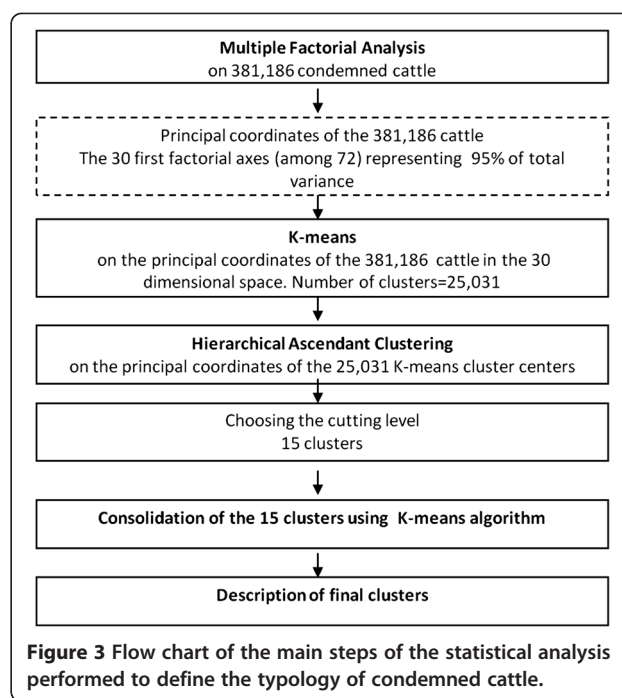 Multiple Factorial Analysis
on 381,186 condemned cattle
Principal coordinates of the 381,186 cattle
The 30 first factorial axes (among 72) representing 95% of total
variance
K-means
on the principal coordinates of the 381,186 cattle in the 30
dimensional space. Number of clusters=25,031
Hierarchical Ascendant Clustering
on the principal coordinates of the 25,031 K-means cluster centers
Choosing the cutting level
15 clusters
Consolidation of the 15 clusters using K-means algorithm
Description of final clusters
Figure 3 Flow chart of the main steps of the statistical analysis
performed to define the typology of condemned cattle.